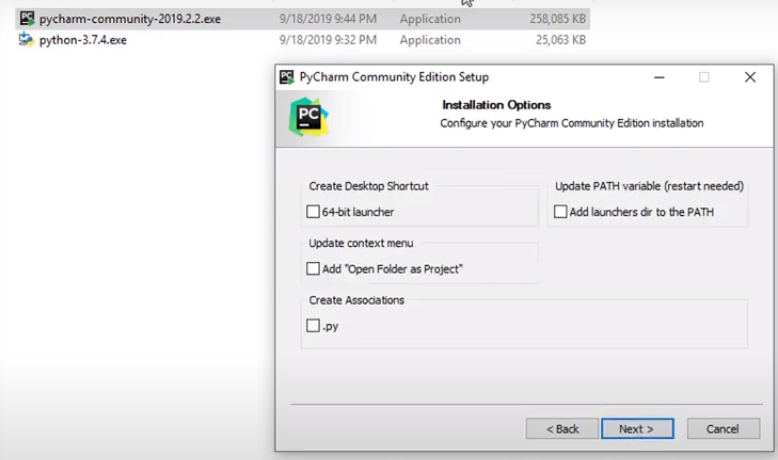 pycharm-community-2019.2.2.exe 9/18/2019 9:44 PM Application 258,085 KB
python-3.7.4.exe 9/18/2019 9:32 PM Application 25,063 KB
PC PyCharm Community Edition Setup
PC
Installation Options
Configure your PyCharm Community Edition installation
Create Desktop Shortcut Update PATH variable (restart needed)
64-bit launcher Add launchers dir to the PATH
Update context menu
Add "Open Folder as Project"
Create Associations
.py
< Back Next > Cancel